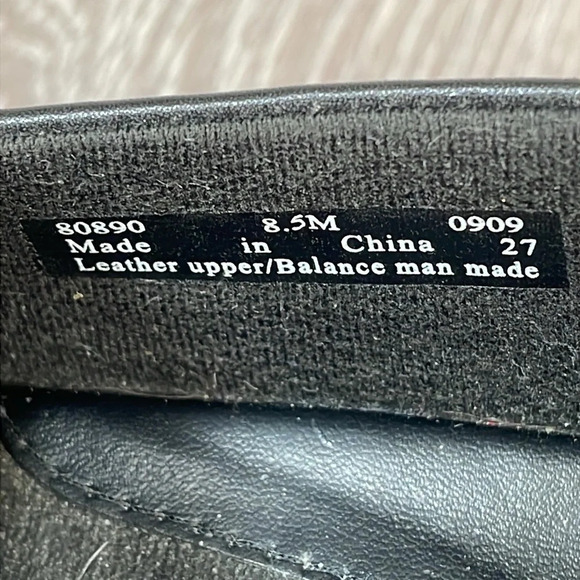 80890 8.5M 0909
Made in China 27
Leather upper/Balance man made